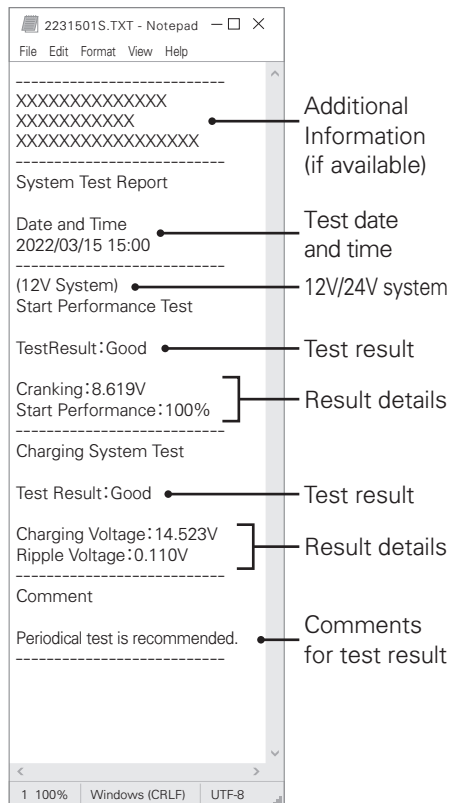 2231501S.TXT - Notepad
File Edit Format View Help
---------------------------
XXXXXXXXXXXXXX
XXXXXXXXXXX
XXXXXXXXXXXXXXXXX
Additional
Information
(if available)
---------------------------
System Test Report
Date and Time
2022/03/15 15:00
Test date
and time
---------------------------
(12V System)
12V/24V system
Start Performance Test
TestResult:Good
Test result
Cranking:8.619V
Start Performance:100%
Result details
---------------------------
Charging System Test
Test Result:Good
Test result
Charging Voltage:14.523V
Ripple Voltage:0.110V
Result details
---------------------------
Comment
Periodical test is recommended.
Comments
for test result
---------------------------
1 100% Windows (CRLF) UTF-8